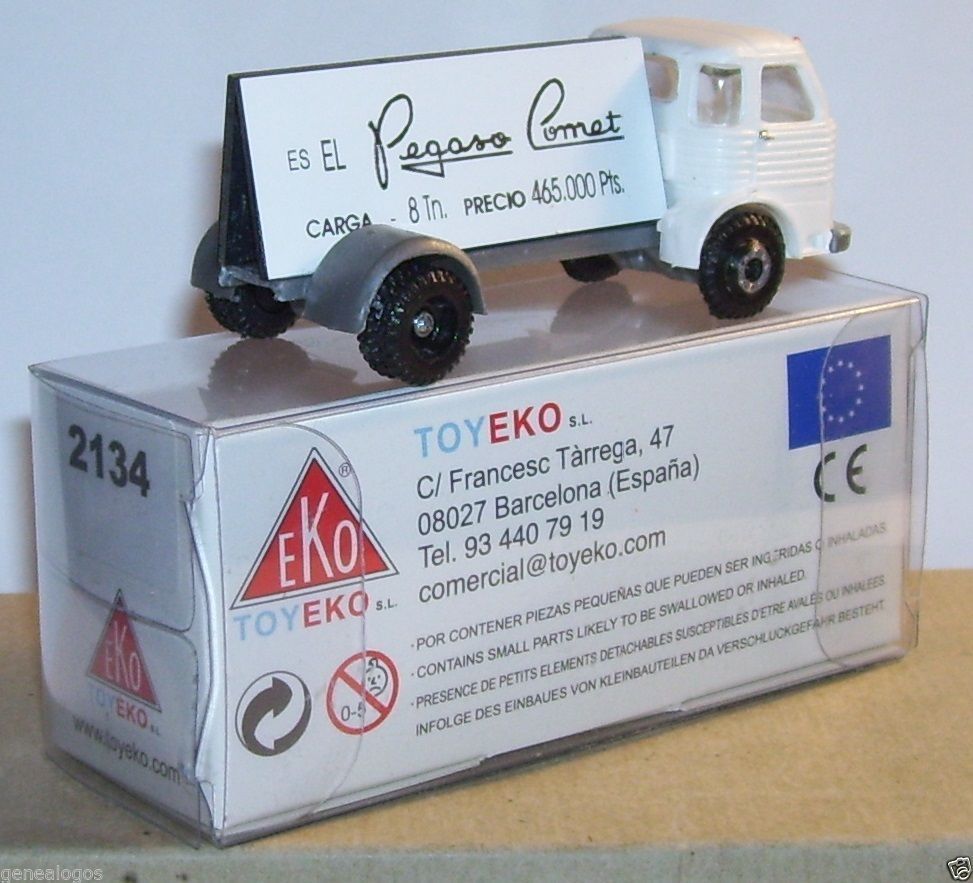 ES EL Pegaso Comet
CARGA - 8 Tn. PRECIO 465.000 Pts.
2134
EKO
TOYEKO S.L.
www.toyeko.com
EKO ®
TOYEKO S.L.
0-5
TOYEKO S.L.
C/ Francesc Tàrrega, 47
08027 Barcelona (España)
Tel. 93 440 79 19
comercial@toyeko.com
CE
·POR CONTENER PIEZAS PEQUEÑAS QUE PUEDEN SER INGERIDAS O INHALADAS
·CONTAINS SMALL PARTS LIKELY TO BE SWALLOWED OR INHALED.
·PRESENCE DE PETITS ELEMENTS DETACHABLES SUSCEPTIBLES D'ETRE AVALES OU INHALEES
INFOLGE DES EINBAUES VON KLEINBAUTEILEN DA VERSCHLUCKGEFAHR BESTEHT.
genealogos